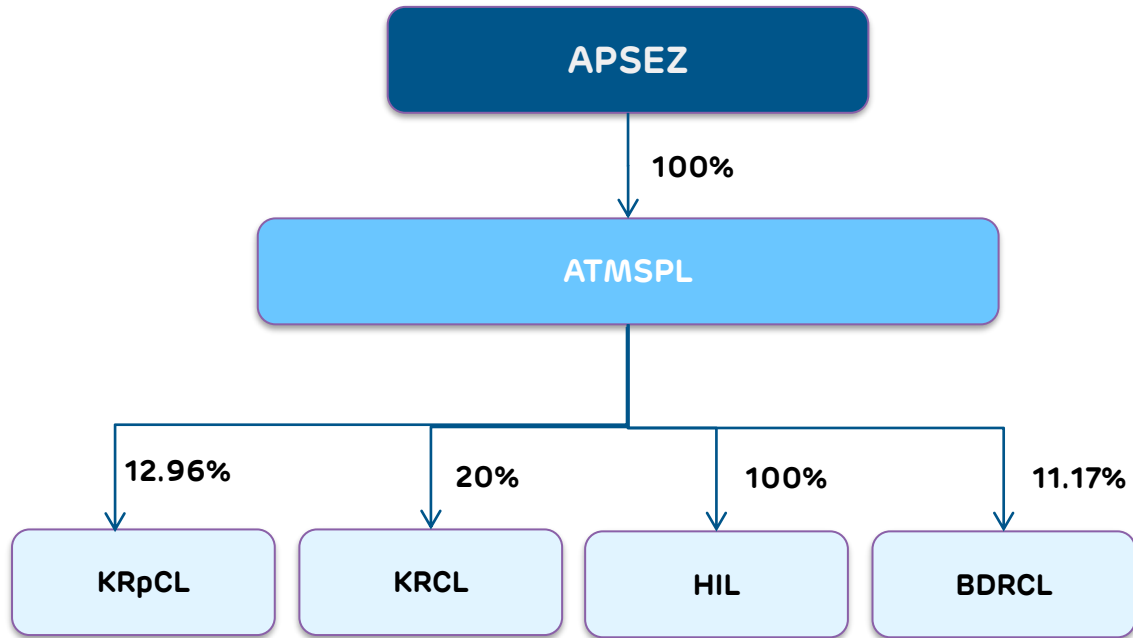 APSEZ
100%
ATMSPL
12.96%
20%
100%
11.17%
KRpCL
KRCL
HIL
BDRCL